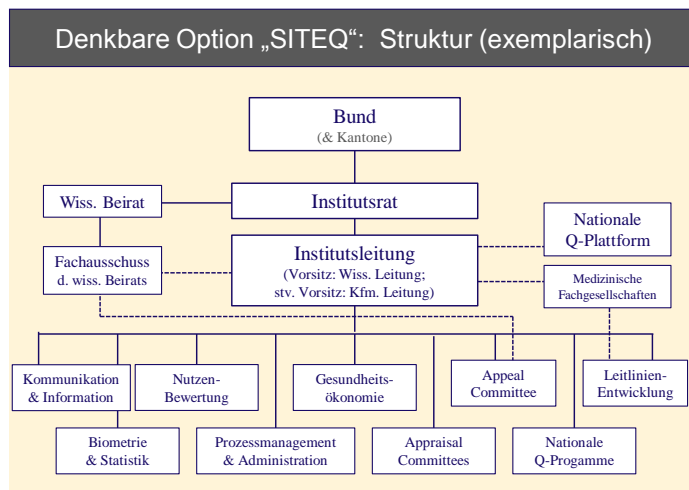 Denkbare Option „SITEQ“: Struktur (exemplarisch)
Bund
(& Kantone)
Wiss. Beirat
Institutsrat
Nationale
Q-Plattform
Institutsleitung
(Vorsitz: Wiss. Leitung;
stv. Vorsitz: Kfm. Leitung)
Fachausschuss
d. wiss. Beirats
Medizinische
Fachgesellschaften
Kommunikation
& Information
Nutzen-
Bewertung
Gesundheits-
ökonomie
Appeal
Committee
Leitlinien-
Entwicklung
Biometrie
& Statistik
Prozessmanagement
& Administration
Appraisal
Committees
Nationale
Q-Progamme